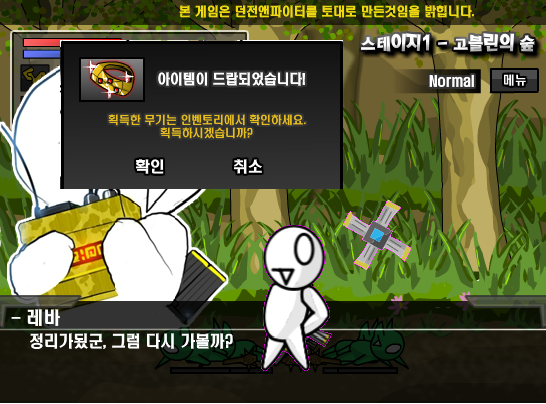 본 게임은 던전앤파이터를 토대로 만든것임을 밝힙니다.
스테이지1 - 고블린의 숲
Normal
메뉴
아이템이 드랍되었습니다!
획득한 무기는 인벤토리에서 확인하세요.
획득하시겠습니까?
확인
취소
- 레바
정리가됬군, 그럼 다시 가볼까?